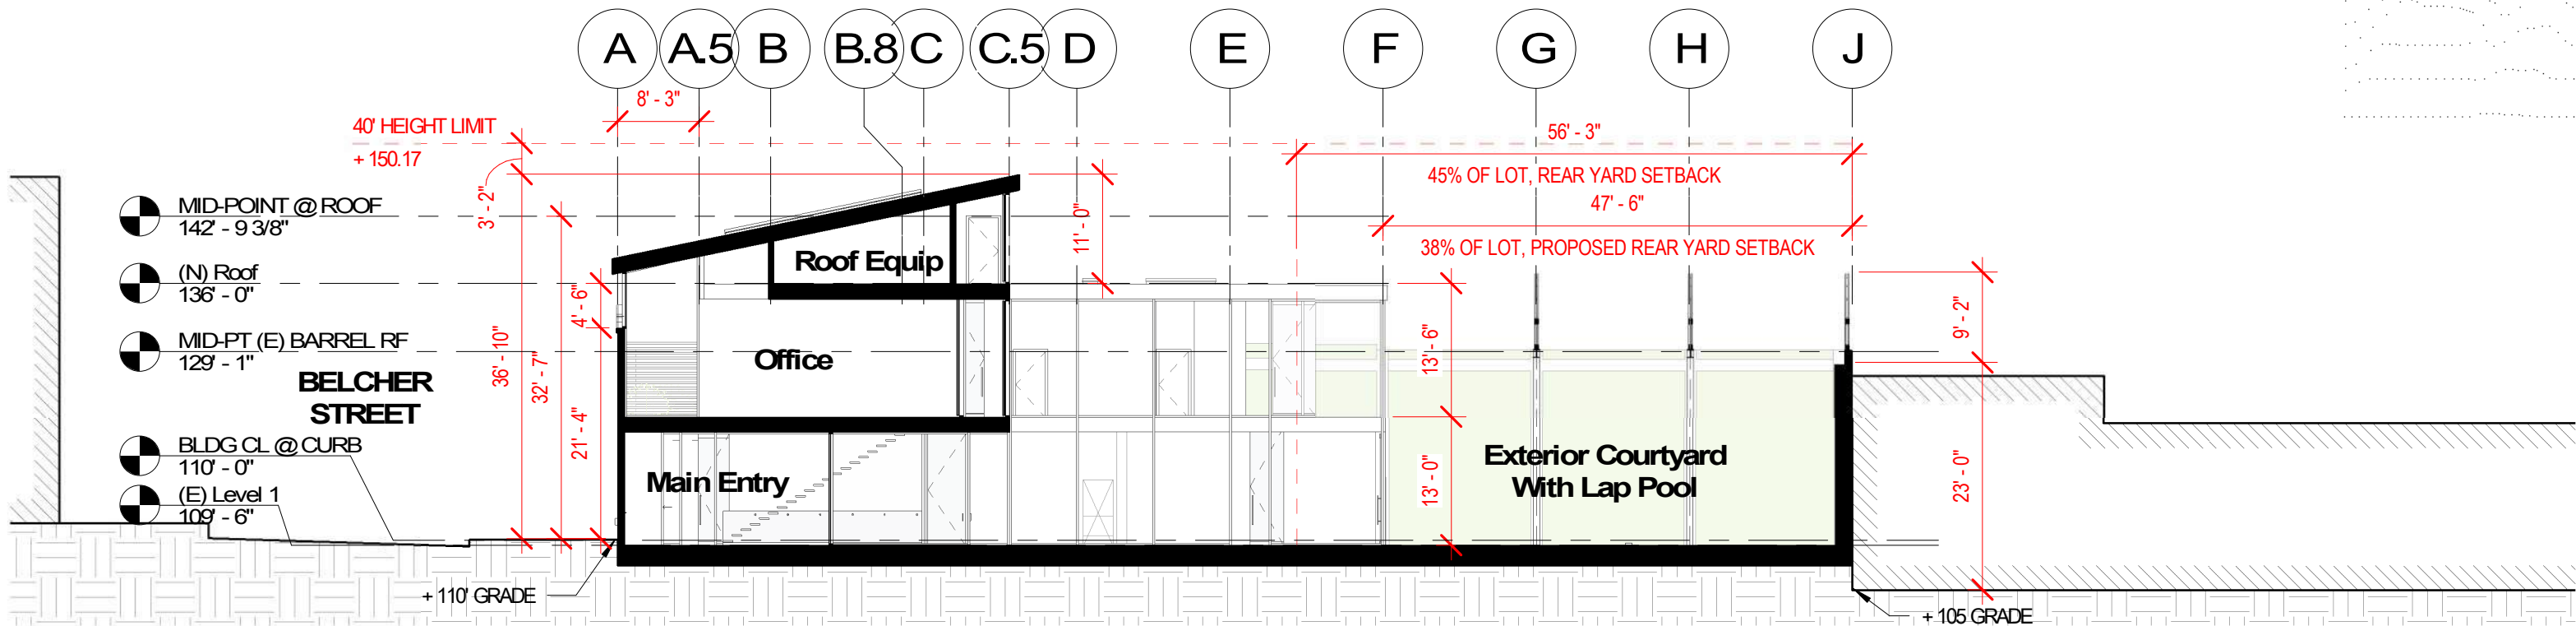 A A.5 B B.8 C C.5 D E F G H J
8' - 3"
40' HEIGHT LIMIT
+ 150.17
56' - 3"
45% OF LOT, REAR YARD SETBACK
47' - 6"
38% OF LOT, PROPOSED REAR YARD SETBACK
MID-POINT @ ROOF
142' - 9 3/8"
(N) Roof
136' - 0"
MID-PT (E) BARREL RF
129' - 1"
BELCHER
STREET
BLDG CL @ CURB
110' - 0"
(E) Level 1
109' - 6"
3' - 2"
36' - 10"
32' - 7"
4' - 6"
21' - 4"
11' - 0"
Roof Equip
Office
Main Entry
13' - 6"
13' - 0"
Exterior Courtyard
With Lap Pool
9' - 2"
23' - 0"
+ 110' GRADE
+ 105 GRADE